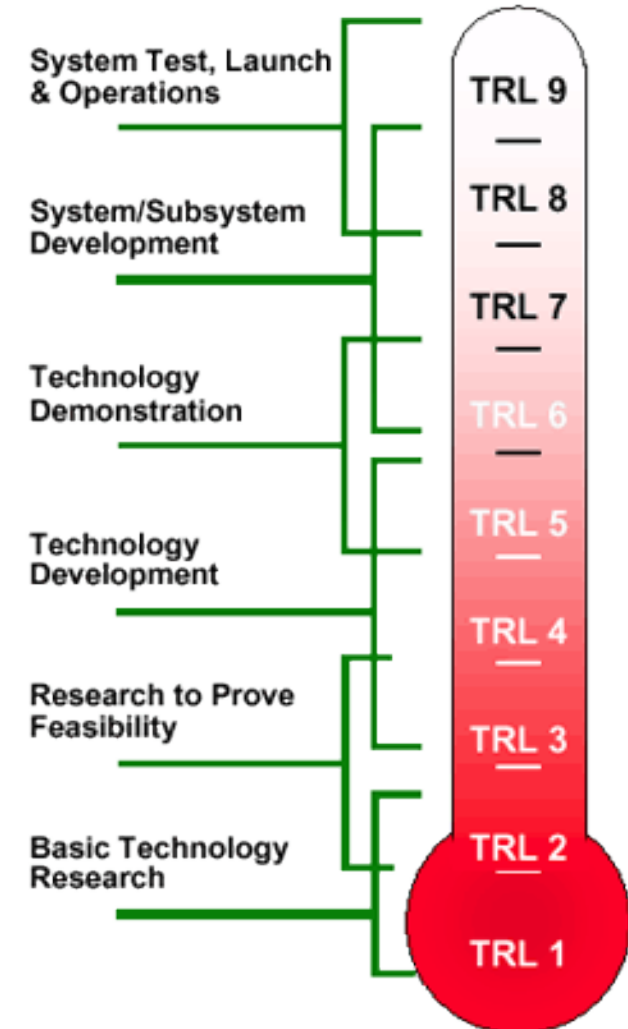 System Test, Launch
& Operations
System/Subsystem
Development
Technology
Demonstration
Technology
Development
Research to Prove
Feasibility
Basic Technology
Research
TRL 9
TRL 8
TRL 7
TRL 6
TRL 5
TRL 4
TRL 3
TRL 2
TRL 1